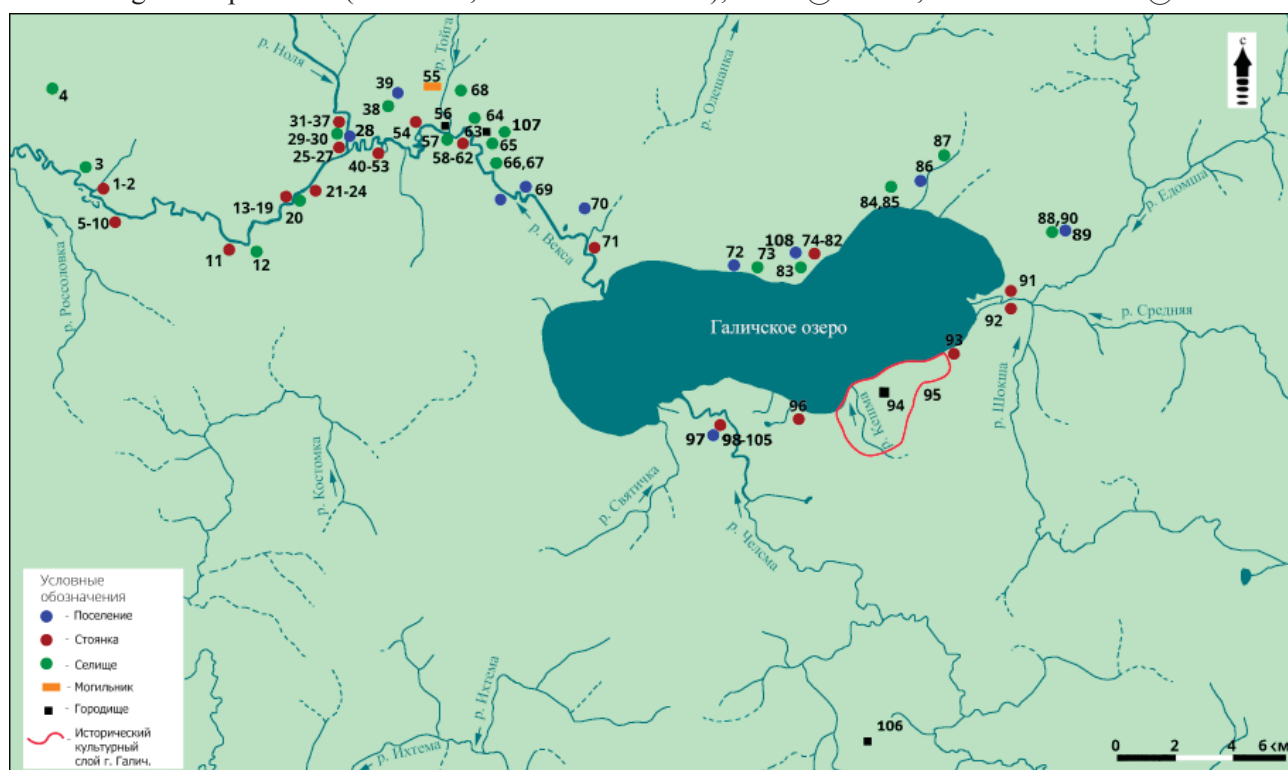 р. Ноля
р. Тойга
р. Олешанка
с
4
39
38
55
68
31-37
28
54
56
64
107
29-30
57
63
65
25-27
40-53
58-62
66,67
3
1-2
5-10
13-19
20
21-24
69
70
р. Векса
71
11
12
87
86
84,85
р. Едомша
88,90
89
72
73
108
74-82
83
91
92
р. Средняя
р. Россоловка
Галичское озеро
93
94
95
р. Кешма
р. Шокша
96
97
98-105
р. Святичка
р. Челсма
р. Костомка
р. Ихтема
р. Ихтема
106
Условные
обозначения
- Поселение
- Стоянка
- Селище
- Могильник
- Городище
- Исторический
культурный
слой г. Галич.
0 2 4 6 км